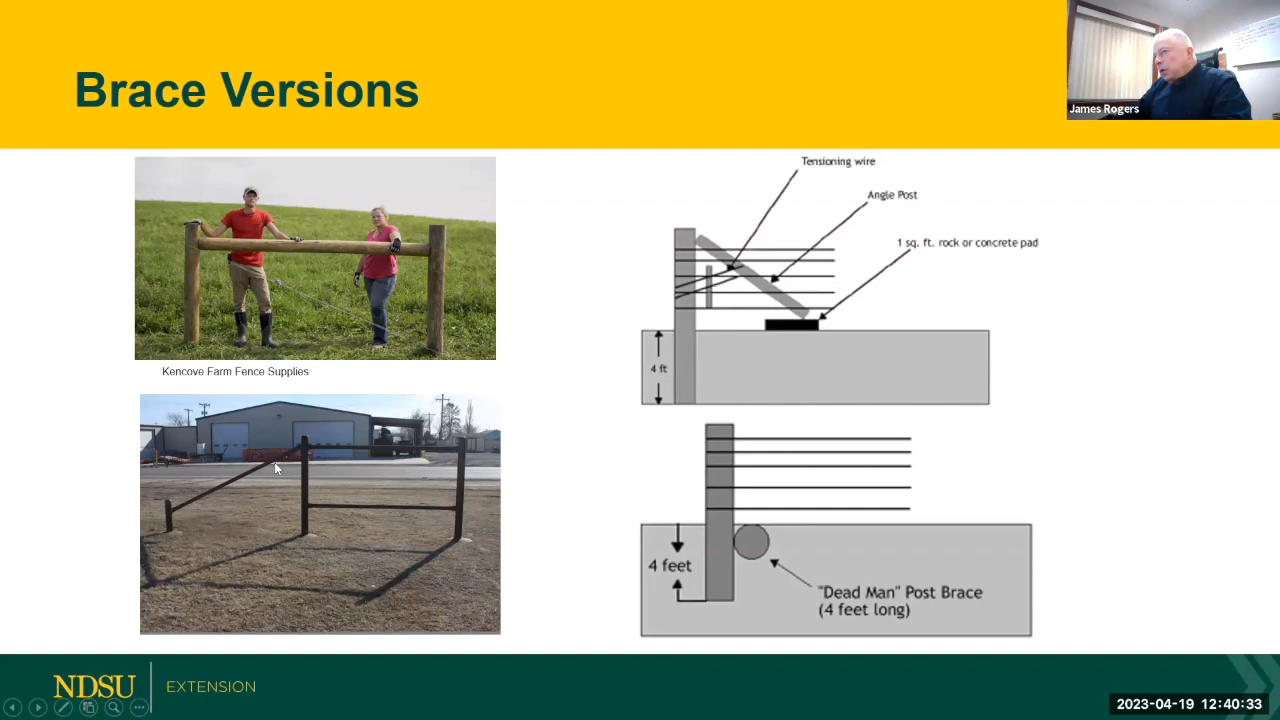 Brace Versions
James Rogers
Kencove Farm Fence Supplies
Tensioning wire
Angle Post
1 sq. ft. rock or concrete pad
4 ft
4 feet
"Dead Man" Post Brace
(4 feet long)
NDSU
EXTENSION
2023-04-19 12:40:33